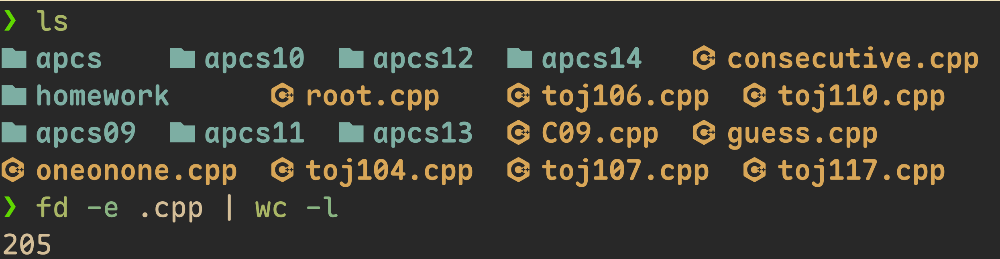 ❯ ls
apcs apcs10 apcs12 apcs14 consecutive.cpp
homework root.cpp toj106.cpp toj110.cpp
apcs09 apcs11 apcs13 C09.cpp guess.cpp
oneonone.cpp toj104.cpp toj107.cpp toj117.cpp
❯ fd -e .cpp | wc -l
205